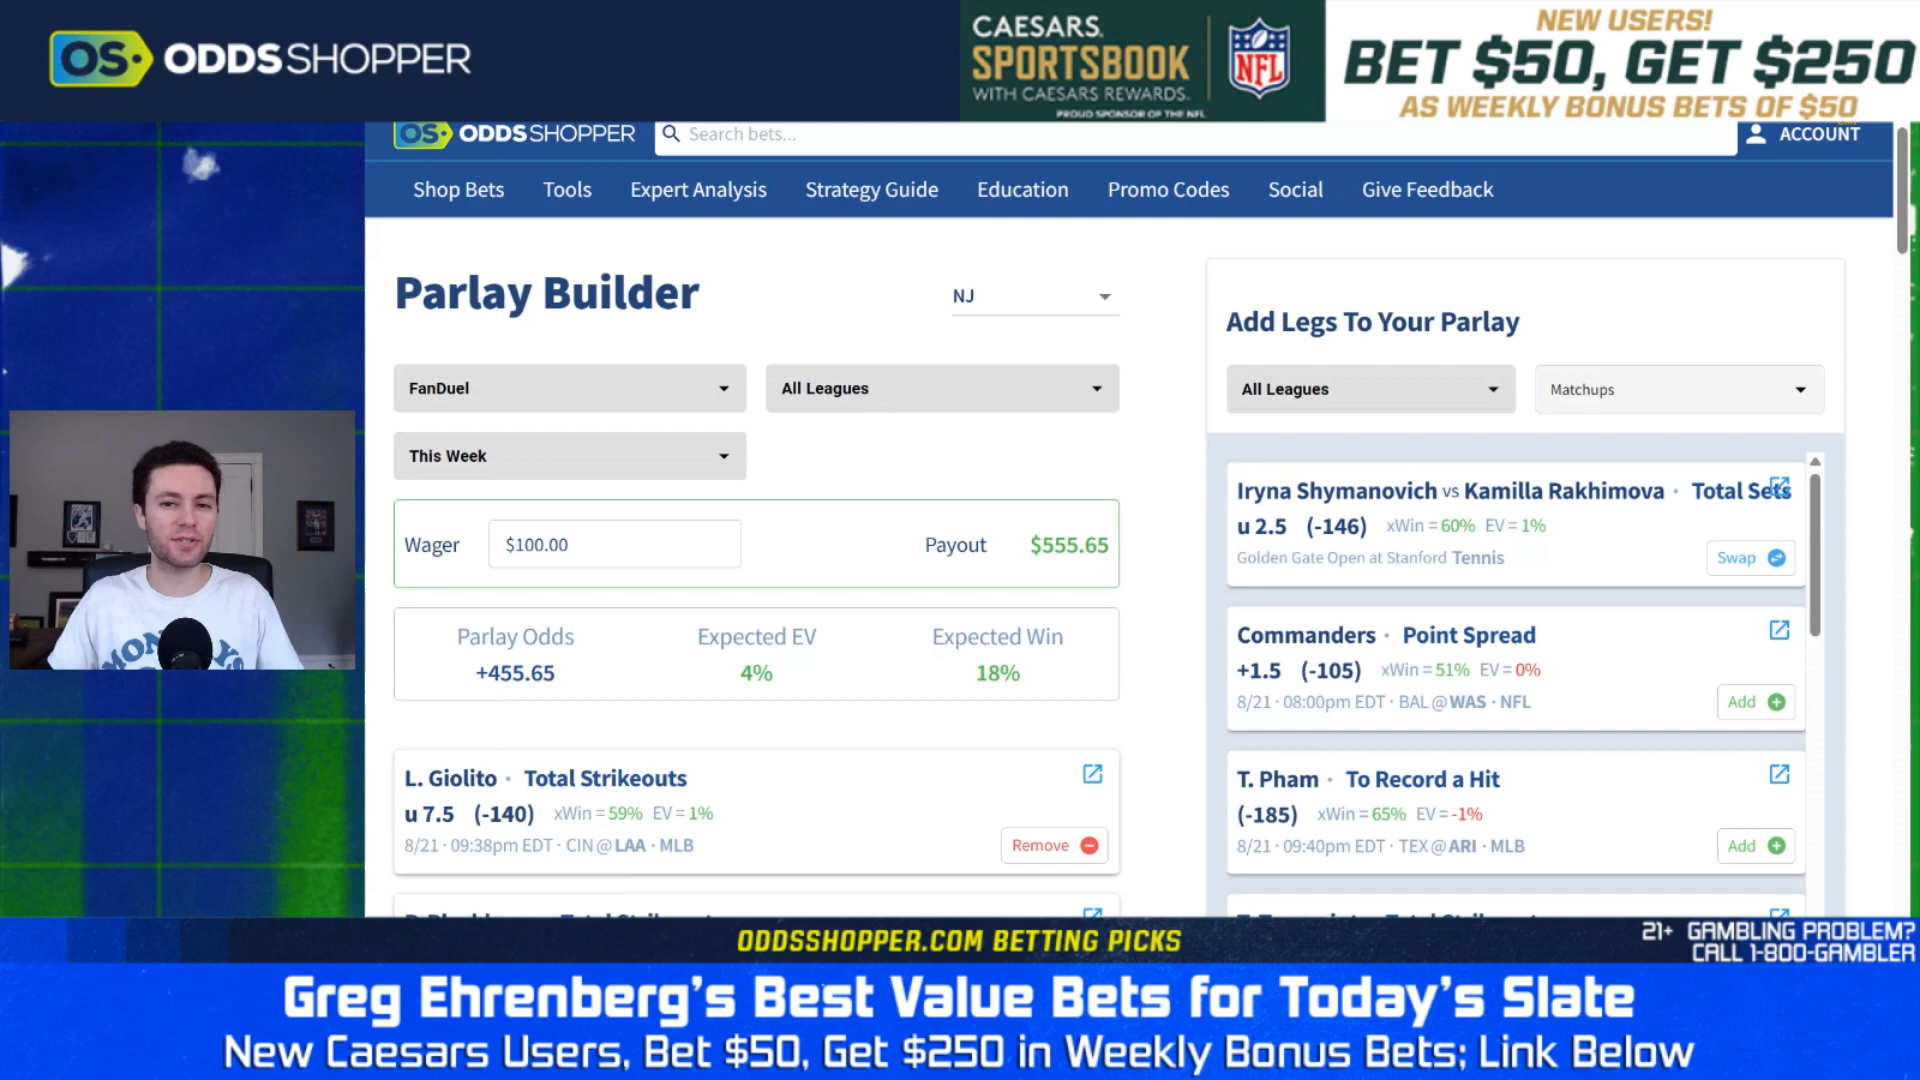 OS ODDSSHOPPER
CAESARS
SPORTSBOOK
WITH CAESARS REWARDS.
PROUD SPONSOR OF THE NFL
NFL
NEW USERS!
BET $50, GET $250
AS WEEKLY BONUS BETS OF $50
OS ODDSSHOPPER
Search bets...
ACCOUNT
Shop Bets Tools Expert Analysis Strategy Guide Education Promo Codes Social Give Feedback
Parlay Builder
NJ
FanDuel
All Leagues
This Week
Wager $100.00 Payout $555.65
Parlay Odds Expected EV Expected Win
+455.65 4% 18%
L. Giolito · Total Strikeouts
u 7.5 (-140) xWin = 59% EV = 1%
8/21 · 09:38pm EDT · CIN @ LAA · MLB
Remove
Add Legs To Your Parlay
All Leagues
Matchups
Iryna Shymanovich vs Kamilla Rakhimova · Total Sets
u 2.5 (-146) xWin = 60% EV = 1%
Golden Gate Open at Stanford Tennis
Swap
Commanders · Point Spread
+1.5 (-105) xWin = 51% EV = 0%
8/21 · 08:00pm EDT · BAL @ WAS · NFL
Add
T. Pham · To Record a Hit
(-185) xWin = 65% EV = -1%
8/21 · 09:40pm EDT · TEX @ ARI · MLB
Add
ODDSSHOPPER.COM BETTING PICKS
21+ GAMBLING PROBLEM?
CALL 1-800-GAMBLER
Greg Ehrenberg's Best Value Bets for Today's Slate
New Caesars Users, Bet $50, Get $250 in Weekly Bonus Bets; Link Below